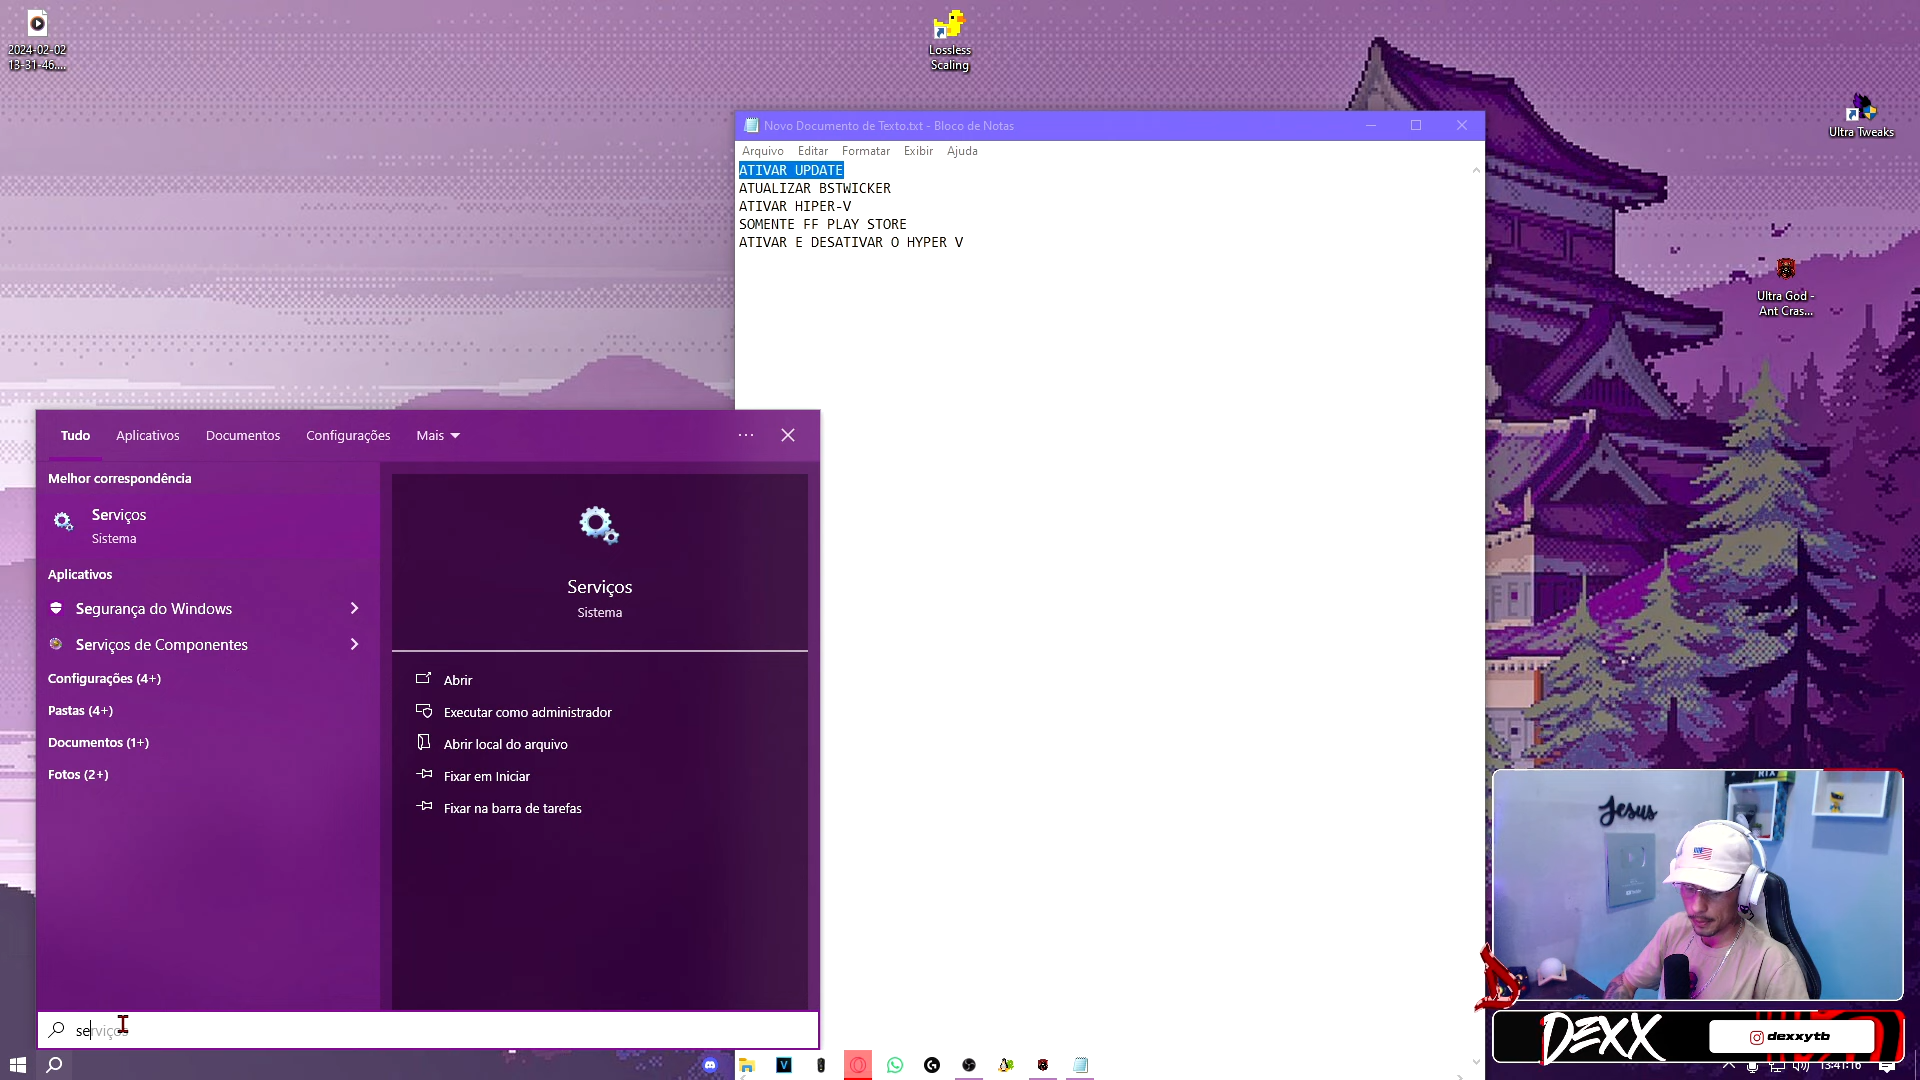 2024-02-02
13-31-46....
Lossless
Scaling
Ultra Tweaks
Ultra God -
Ant Cras...
Novo Documento de Texto.txt - Bloco de Notas
Arquivo Editar Formatar Exibir Ajuda
ATIVAR UPDATE
ATUALIZAR BSTWICKER
ATIVAR HIPER-V
SOMENTE FF PLAY STORE
ATIVAR E DESATIVAR O HYPER V
Tudo Aplicativos Documentos Configurações Mais
Melhor correspondência
Serviços
Sistema
Aplicativos
Segurança do Windows
Serviços de Componentes
Configurações (4+)
Pastas (4+)
Documentos (1+)
Fotos (2+)
Serviços
Sistema
Abrir
Executar como administrador
Abrir local do arquivo
Fixar em Iniciar
Fixar na barra de tarefas
serviços
Jesus
DEXX
dexxytb
13:41:16